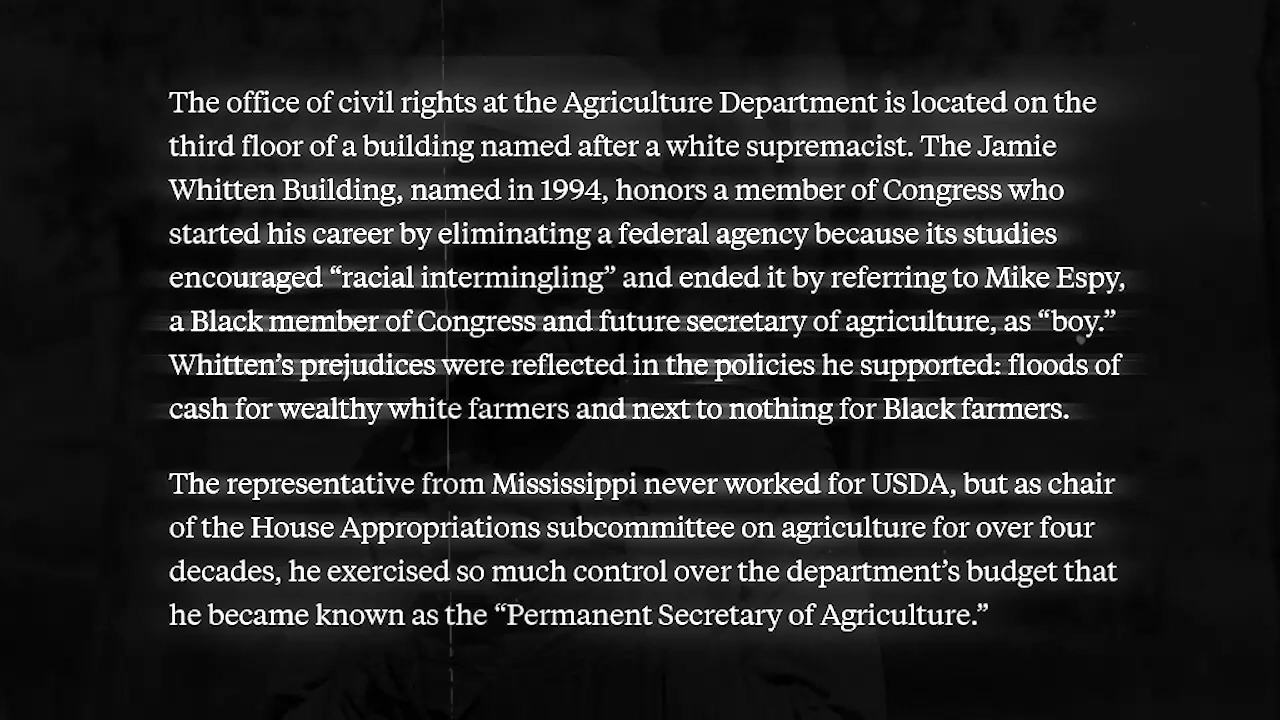 The office of civil rights at the Agriculture Department is located on the
third floor of a building named after a white supremacist. The Jamie
Whitten Building, named in 1994, honors a member of Congress who
started his career by eliminating a federal agency because its studies
encouraged “racial intermingling” and ended it by referring to Mike Espy,
a Black member of Congress and future secretary of agriculture, as “boy.”
Whitten’s prejudices were reflected in the policies he supported: floods of
cash for wealthy white farmers and next to nothing for Black farmers.
The representative from Mississippi never worked for USDA, but as chair
of the House Appropriations subcommittee on agriculture for over four
decades, he exercised so much control over the department’s budget that
he became known as the “Permanent Secretary of Agriculture.”